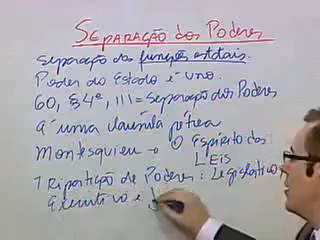 SEPARAÇÃO DOS PODERES
Separação das funções estatais.
Poder do Estado é uno.
60, §4º, III = Separação dos Poderes
é uma cláusula pétrea
Montesquieu → O Espírito das
Leis
Tripartição de Poderes: Legislativo
Executivo e J